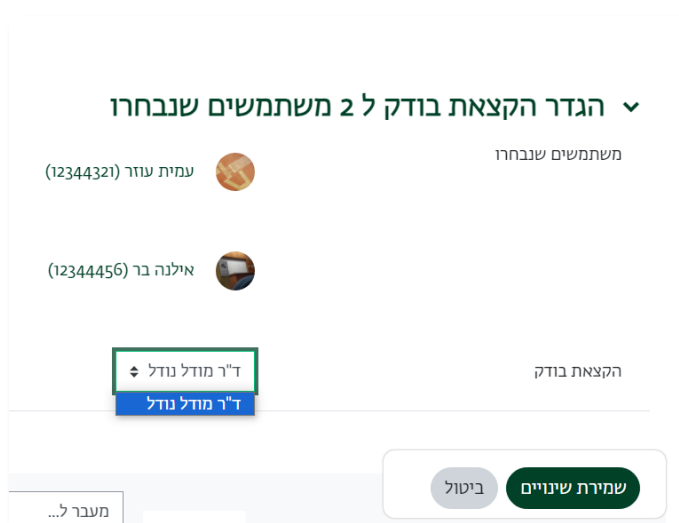 הגדר הקצאת בודק ל 2 משתמשים שנבחרו
משתמשים שנבחרו
עמית עוזר (12344321)
אילנה בר (12344456)
הקצאת בודק
ד"ר מודל נודל
ד"ר מודל נודל
שמירת שינויים
ביטול
מעבר ל...